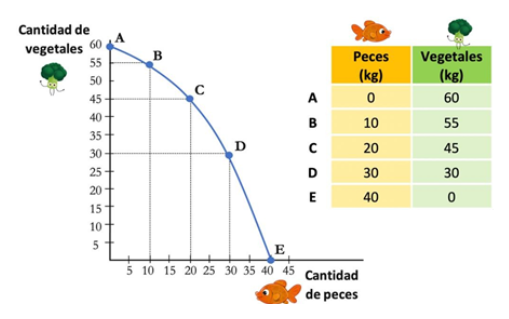 Cantidad de
vegetales
60
55
50
45
40
35
30
25
20
15
10
5
A
B
C
D
E
5 10 15 20 25 30 35 40 45
Cantidad
de peces
Peces
(kg)
Vegetales
(kg)
A 0 60
B 10 55
C 20 45
D 30 30
E 40 0